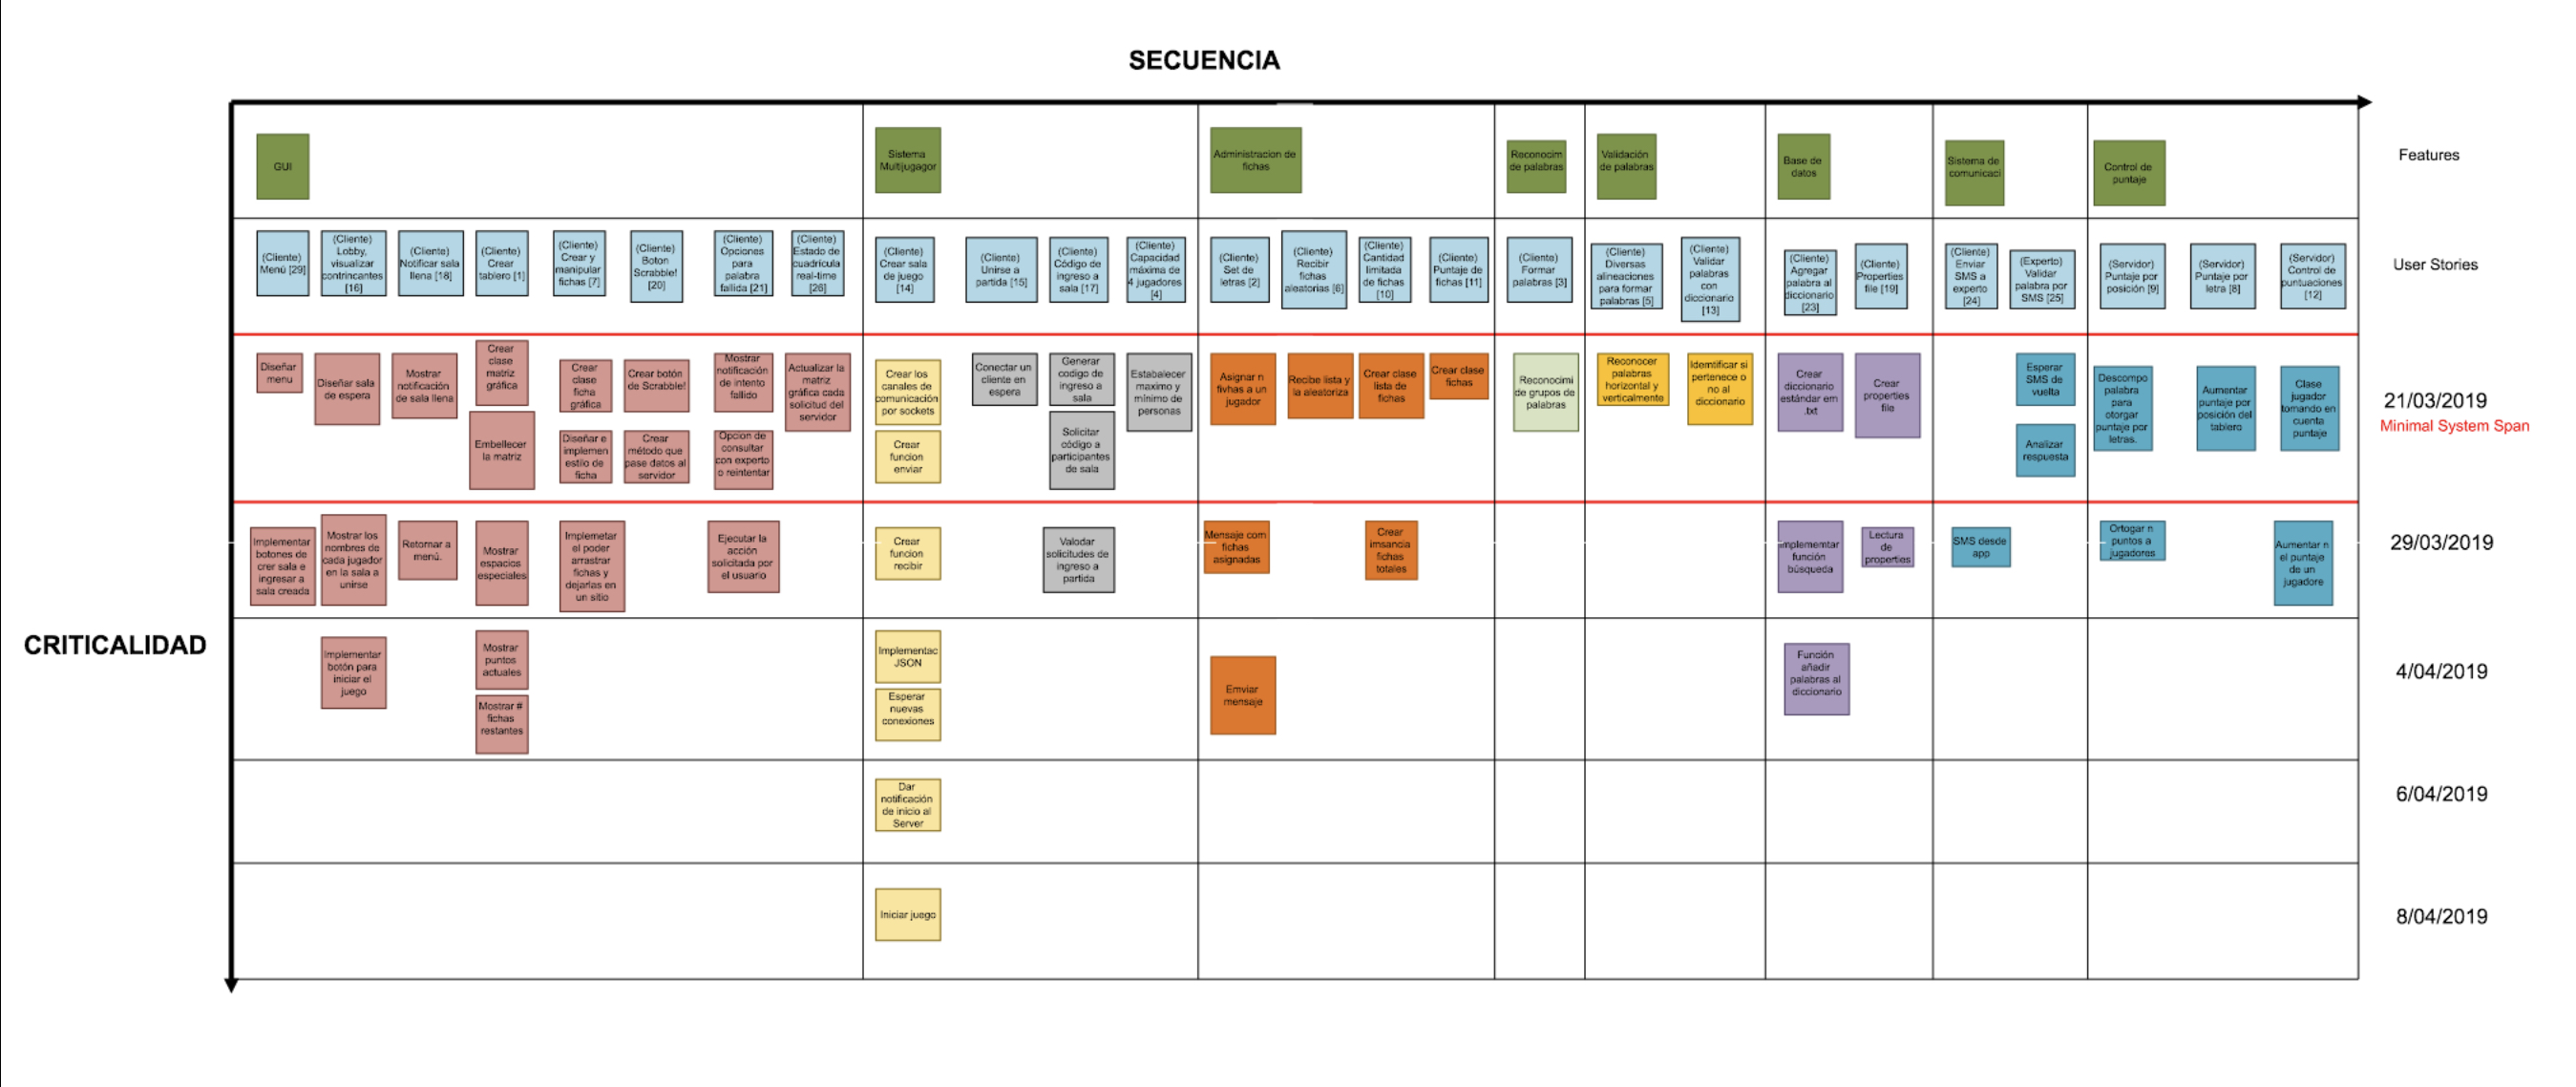 SECUENCIA
GUI
Sistema
Multijugagor
Administracion de
fichas
Reconocim
de palabras
Validación
de palabras
Base de
datos
Sistema de
comunicaci
Control de
puntaje
Features
(Cliente)
Menú [29]
(Cliente)
Lobby,
visualizar
contrincantes
[16]
(Cliente)
Notificar sala
llena [18]
(Cliente)
Crear
tablero [1]
(Cliente)
Crear y
manipular
fichas [7]
(Cliente)
Boton
Scrabble!
[20]
(Cliente)
Opciones
para
palabra
fallida [21]
(Cliente)
Estado de
cuadrícula
real-time
[26]
(Cliente)
Crear sala
de juego
[14]
(Cliente)
Unirse a
partida [15]
(Cliente)
Código de
ingreso a
sala [17]
(Cliente)
Capacidad
máxima de
4 jugadores
[4]
(Cliente)
Set de
letras [2]
(Cliente)
Recibir
fichas
aleatorias [6]
(Cliente)
Cantidad
limitada
de fichas
[10]
(Cliente)
Puntaje de
fichas [11]
(Cliente)
Formar
palabras [3]
(Cliente)
Diversas
alineaciones
para formar
palabras [5]
(Cliente)
Validar
palabras
con
diccionario
[13]
(Cliente)
Agregar
palabra al
diccionario
[23]
(Cliente)
Properties
file [19]
(Cliente)
Enviar
SMS a
experto
[24]
(Experto)
Validar
palabra por
SMS [25]
(Servidor)
Puntaje por
posición [9]
(Servidor)
Puntaje por
letra [8]
(Servidor)
Control de
puntuaciones
[12]
User Stories
Diseñar
menu
Diseñar sala
de espera
Mostrar
notificación
de sala llena
Crear
clase
matriz
gráfica
Embellecer
la matriz
Crear
clase
ficha
gráfica
Diseñar e
implemen
estilo de
ficha
Crear botón
de Scrabble!
Crear
método que
pase datos al
servidor
Mostrar
notificación
de intento
fallido
Opcion de
consultar
con experto
o reintentar
Actualizar la
matriz
gráfica cada
solicitud del
servidor
Crear los
canales de
comunicación
por sockets
Crear
funcion
enviar
Conectar un
cliente en
espera
Generar
codigo de
ingreso a
sala
Solicitar
código a
participantes
de sala
Estabalecer
maximo y
mínimo de
personas
Asignar n
fivhas a un
jugador
Recibe lista y
la aleatoriza
Crear clase
lista de
fichas
Crear clase
fichas
Reconocimi
de grupos de
palabras
Reconocer
palabras
horizontal y
verticalmente
Idemtificar si
pertenece o
no al
diccionario
Crear
diccionario
estándar em
.txt
Crear
properties
file
Esperar
SMS de
vuelta
Analizar
respuesta
Descompo
palabra
para
otorgar
puntaje por
letras.
Aumentar
puntaje por
posición del
tablero
Clase
jugador
tomando en
cuenta
puntaje
21/03/2019
Minimal System Span
Implementar
botones de
crer sala e
ingresar a
sala creada
Mostrar los
nombres de
cada jugador
en la sala a
unirse
Retornar a
menú.
Mostrar
espacios
especiales
Implemetar
el poder
arrastrar
fichas y
dejarlas en
un sitio
Ejecutar la
acción
solicitada por
el usuario
Crear
funcion
recibir
Valodar
solicitudes de
ingreso a
partida
Mensaje com
fichas
asignadas
Crear
imsancia
fichas
totales
mplememtar
función
búsqueda
Lectura
de
properties
SMS desde
app
Ortogar n
puntos a
jugadores
Aumentar n
el puntaje
de un
jugadore
29/03/2019
CRITICALIDAD
Implementar
botón para
iniciar el
juego
Mostrar
puntos
actuales
Mostrar #
fichas
restantes
Implementac
JSON
Esperar
nuevas
conexiones
Emviar
mensaje
Función
añadir
palabras al
diccionario
4/04/2019
Dar
notificación
de inicio al
Server
6/04/2019
Iniciar juego
8/04/2019